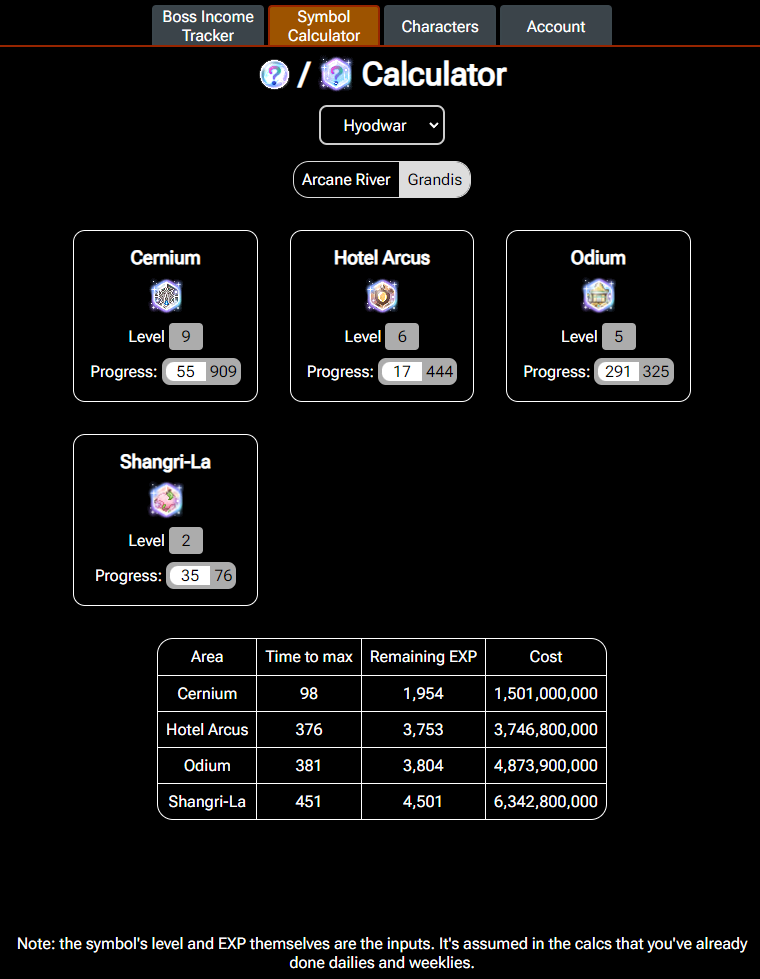 Boss Income
Tracker
Symbol
Calculator
Characters
Account
? / ? Calculator
Hyodwar
Arcane River Grandis
Cernium Hotel Arcus Odium
Level 9 Level 6 Level 5
Progress: 55 909 Progress: 17 444 Progress: 291 325
Shangri-La
Level 2
Progress: 35 76
Area Time to max Remaining EXP Cost
Cernium 98 1,954 1,501,000,000
Hotel Arcus 376 3,753 3,746,800,000
Odium 381 3,804 4,873,900,000
Shangri-La 451 4,501 6,342,800,000
Note: the symbol's level and EXP themselves are the inputs. It's assumed in the calcs that you've already
done dailies and weeklies.